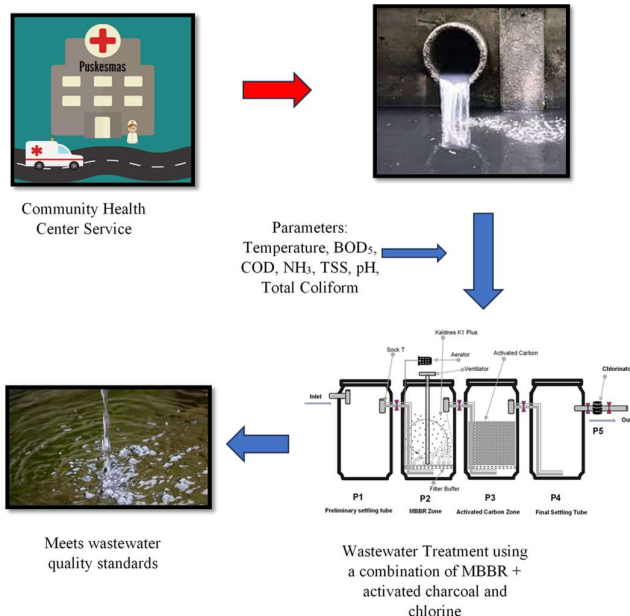 Puskesmas
Community Health
Center Service
Parameters:
Temperature, BOD₅,
COD, NH₃, TSS, pH,
Total Coliform
Kaldnes K1 Plus
Sock T
Aerator
Activated Carbon
Ventilator
Chlorinato
Inlet
P5
Ou
Filter Buffer
P1
P2
P3
P4
Preliminary settling tube
MBBR Zone
Activated Carbon Zone
Final Settling Tube
Meets wastewater
quality standards
Wastewater Treatment using
a combination of MBBR +
activated charcoal and
chlorine